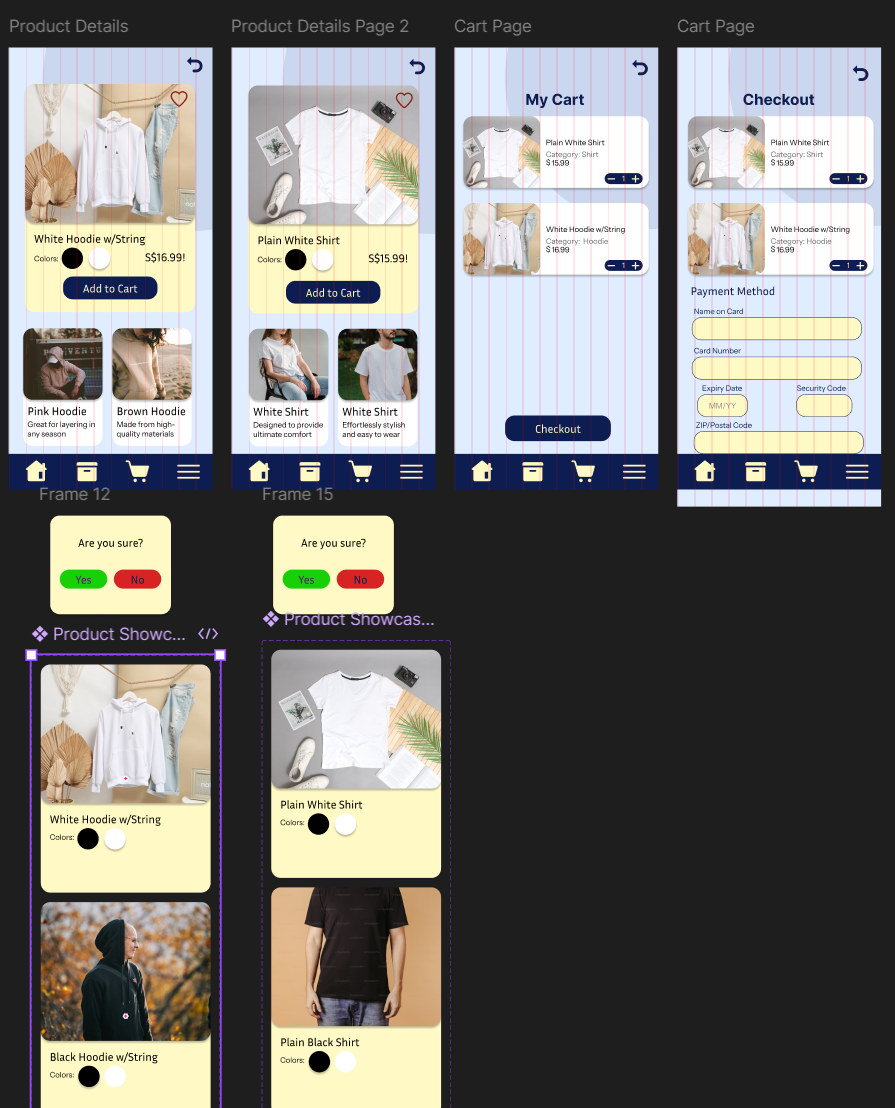 Product Details
White Hoodie w/String
Colors:
S$16.99!
Add to Cart
Pink Hoodie
Great for layering in
any season
Brown Hoodie
Made from high-
quality materials
Product Details Page 2
Plain White Shirt
Colors:
S$15.99!
Add to Cart
White Shirt
Designed to provide
ultimate comfort
White Shirt
Effortlessly stylish
and easy to wear
Cart Page
My Cart
Plain White Shirt
Category: Shirt
$ 15.99
1
White Hoodie w/String
Category: Hoodie
$ 16.99
1
Checkout
Cart Page
Checkout
Plain White Shirt
Category: Shirt
$ 15.99
1
White Hoodie w/String
Category: Hoodie
$ 16.99
1
Payment Method
Name on Card
Card Number
Expiry Date
Security Code
MM/YY
ZIP/Postal Code
Frame 12
Are you sure?
Yes
No
Frame 15
Are you sure?
Yes
No
Product Showc...
White Hoodie w/String
Colors:
Black Hoodie w/String
Colors:
Product Showcas...
Plain White Shirt
Colors:
Plain Black Shirt
Colors: